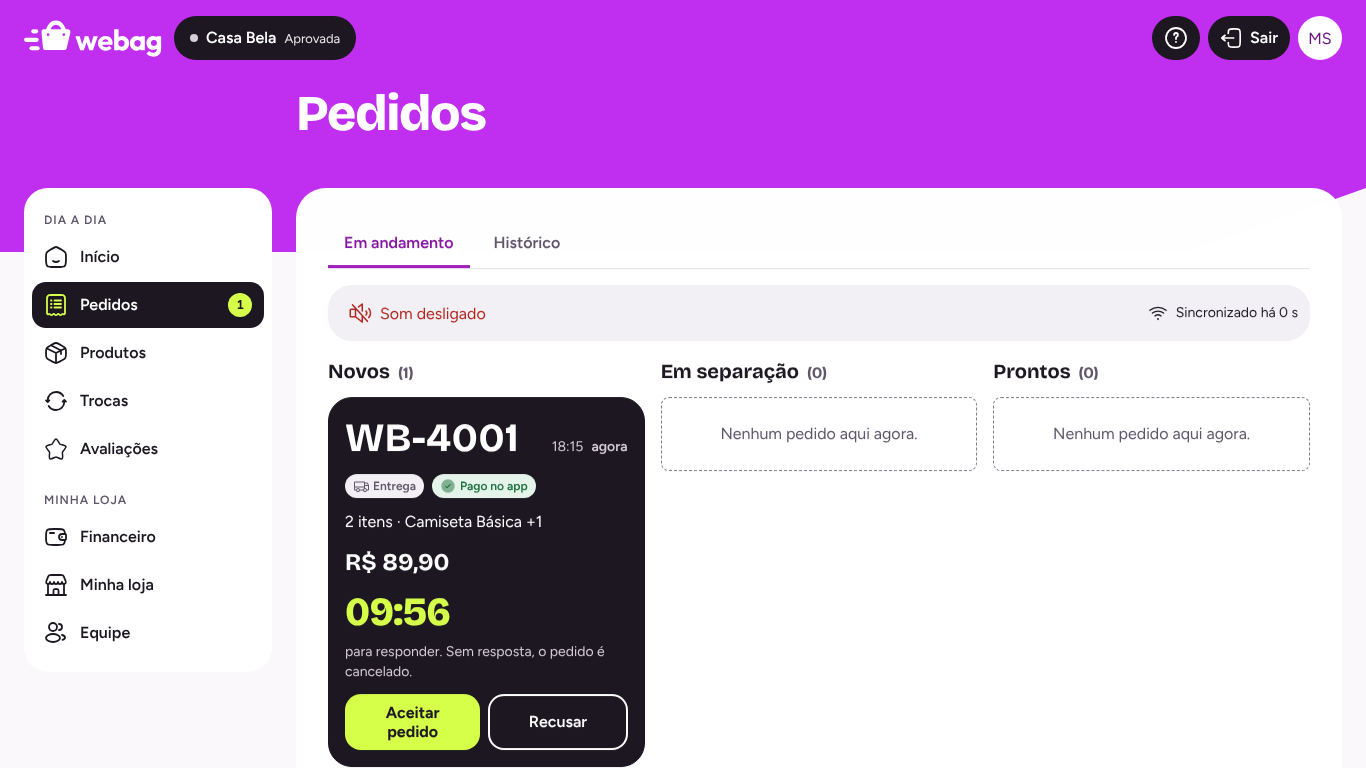 webag
Casa Bela Aprovada
Sair
MS
Pedidos
DIA A DIA
Início
Pedidos 1
Produtos
Trocas
Avaliações
MINHA LOJA
Financeiro
Minha loja
Equipe
Em andamento Histórico
Som desligado
Sincronizado há 0 s
Novos (1)
WB-4001 18:15 agora
Entrega Pago no app
2 itens · Camiseta Básica +1
R$ 89,90
09:56
para responder. Sem resposta, o pedido é
cancelado.
Aceitar
pedido
Recusar
Em separação (0)
Nenhum pedido aqui agora.
Prontos (0)
Nenhum pedido aqui agora.